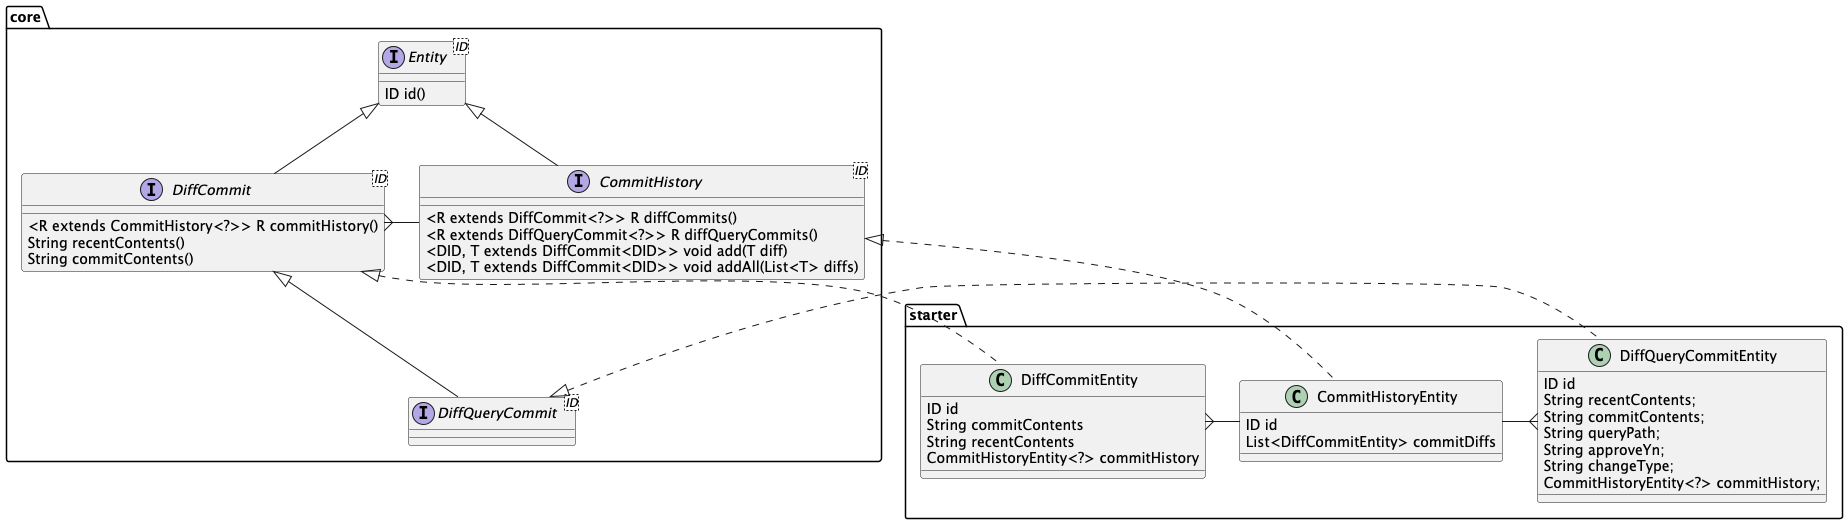 core
I Entity ID
ID id()
I DiffCommit ID
<R extends CommitHistory<?>> R commitHistory()
String recentContents()
String commitContents()
I CommitHistory ID
<R extends DiffCommit<?>> R diffCommits()
<R extends DiffQueryCommit<?>> R diffQueryCommits()
<DID, T extends DiffCommit<DID>> void add(T diff)
<DID, T extends DiffCommit<DID>> void addAll(List<T> diffs)
I DiffQueryCommit ID
starter
C DiffCommitEntity
ID id
String commitContents
String recentContents
CommitHistoryEntity<?> commitHistory
C CommitHistoryEntity
ID id
List<DiffCommitEntity> commitDiffs
C DiffQueryCommitEntity
ID id
String recentContents;
String commitContents;
String queryPath;
String approveYn;
String changeType;
CommitHistoryEntity<?> commitHistory;